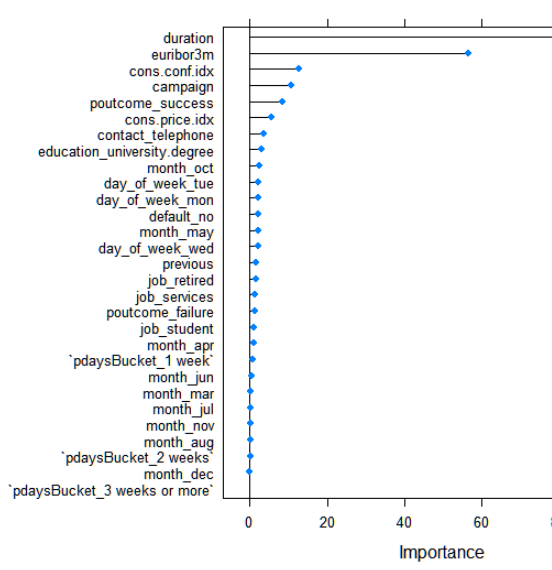 duration
euribor3m
cons.conf.idx
campaign
poutcome_success
cons.price.idx
contact_telephone
education_university.degree
month_oct
day_of_week_tue
day_of_week_mon
default_no
month_may
day_of_week_wed
previous
job_retired
job_services
poutcome_failure
job_student
month_apr
`pdaysBucket_1 week`
month_jun
month_mar
month_jul
month_nov
month_aug
`pdaysBucket_2 weeks`
month_dec
`pdaysBucket_3 weeks or more`
0 20 40 60
Importance